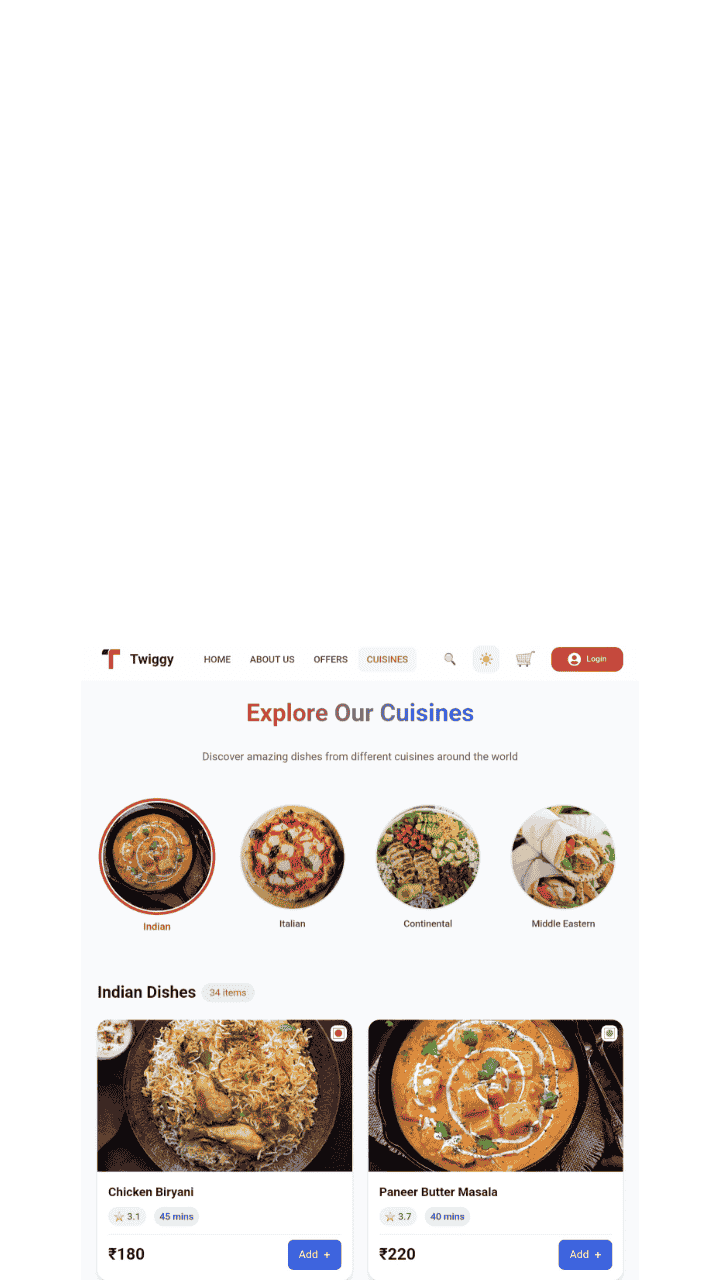 Twiggy HOME ABOUT US OFFERS CUISINES Login
Explore Our Cuisines
Discover amazing dishes from different cuisines around the world
Indian Italian Continental Middle Eastern
Indian Dishes 34 items
Chicken Biryani
3.1 45 mins
₹180 Add +
Paneer Butter Masala
3.7 40 mins
₹220 Add +